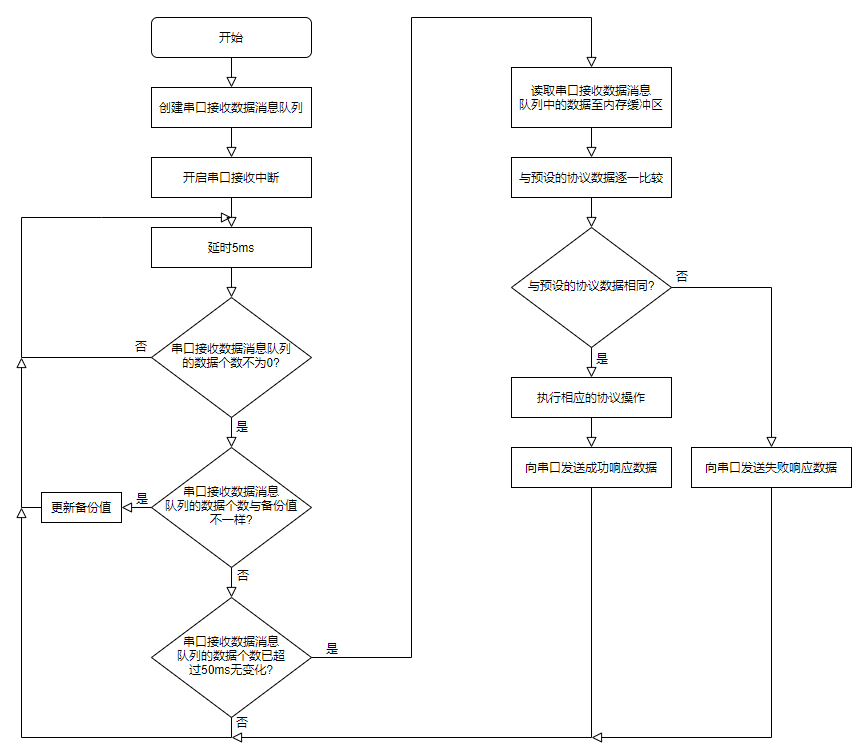 开始
创建串口接收数据消息队列
开启串口接收中断
延时5ms
否
串口接收数据消息队列
的数据个数不为0?
是
串口接收数据消息
队列的数据个数与备份值
不一样?
是
更新备份值
否
串口接收数据消息
队列的数据个数已超
过50ms无变化?
是
否
读取串口接收数据消息
队列中的数据至内存缓冲区
与预设的协议数据逐一比较
与预设的协议数据相同?
否
是
执行相应的协议操作
向串口发送成功响应数据
向串口发送失败响应数据